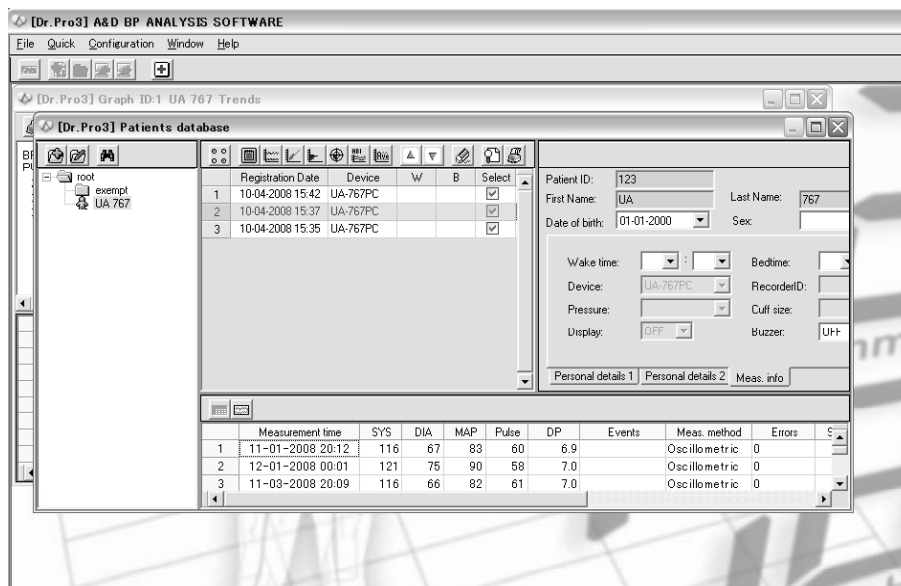 [Dr.Pro3] A&D BP ANALYSIS SOFTWARE
File Quick Configuration Window Help
[Dr.Pro3] Graph ID:1 UA 767 Trends
[Dr.Pro3] Patients database
root
exempt
UA 767
Registration Date Device W B Select
1 10-04-2008 15:42 UA-767PC
2 10-04-2008 15:37 UA-767PC
3 10-04-2008 15:35 UA-767PC
Patient ID: 123
First Name: UA Last Name: 767
Date of birth: 01-01-2000 Sex:
Wake time: : Bedtime:
Device: UA-767PC RecorderID:
Pressure: Cuff size:
Display: OFF Buzzer: OFF
Personal details 1 Personal details 2 Meas. info
Measurement time SYS DIA MAP Pulse DP Events Meas. method Errors
1 11-01-2008 20:12 116 67 83 60 6.9 Oscillometric 0
2 12-01-2008 00:01 121 75 90 58 7.0 Oscillometric 0
3 11-03-2008 20:09 116 66 82 61 7.0 Oscillometric 0